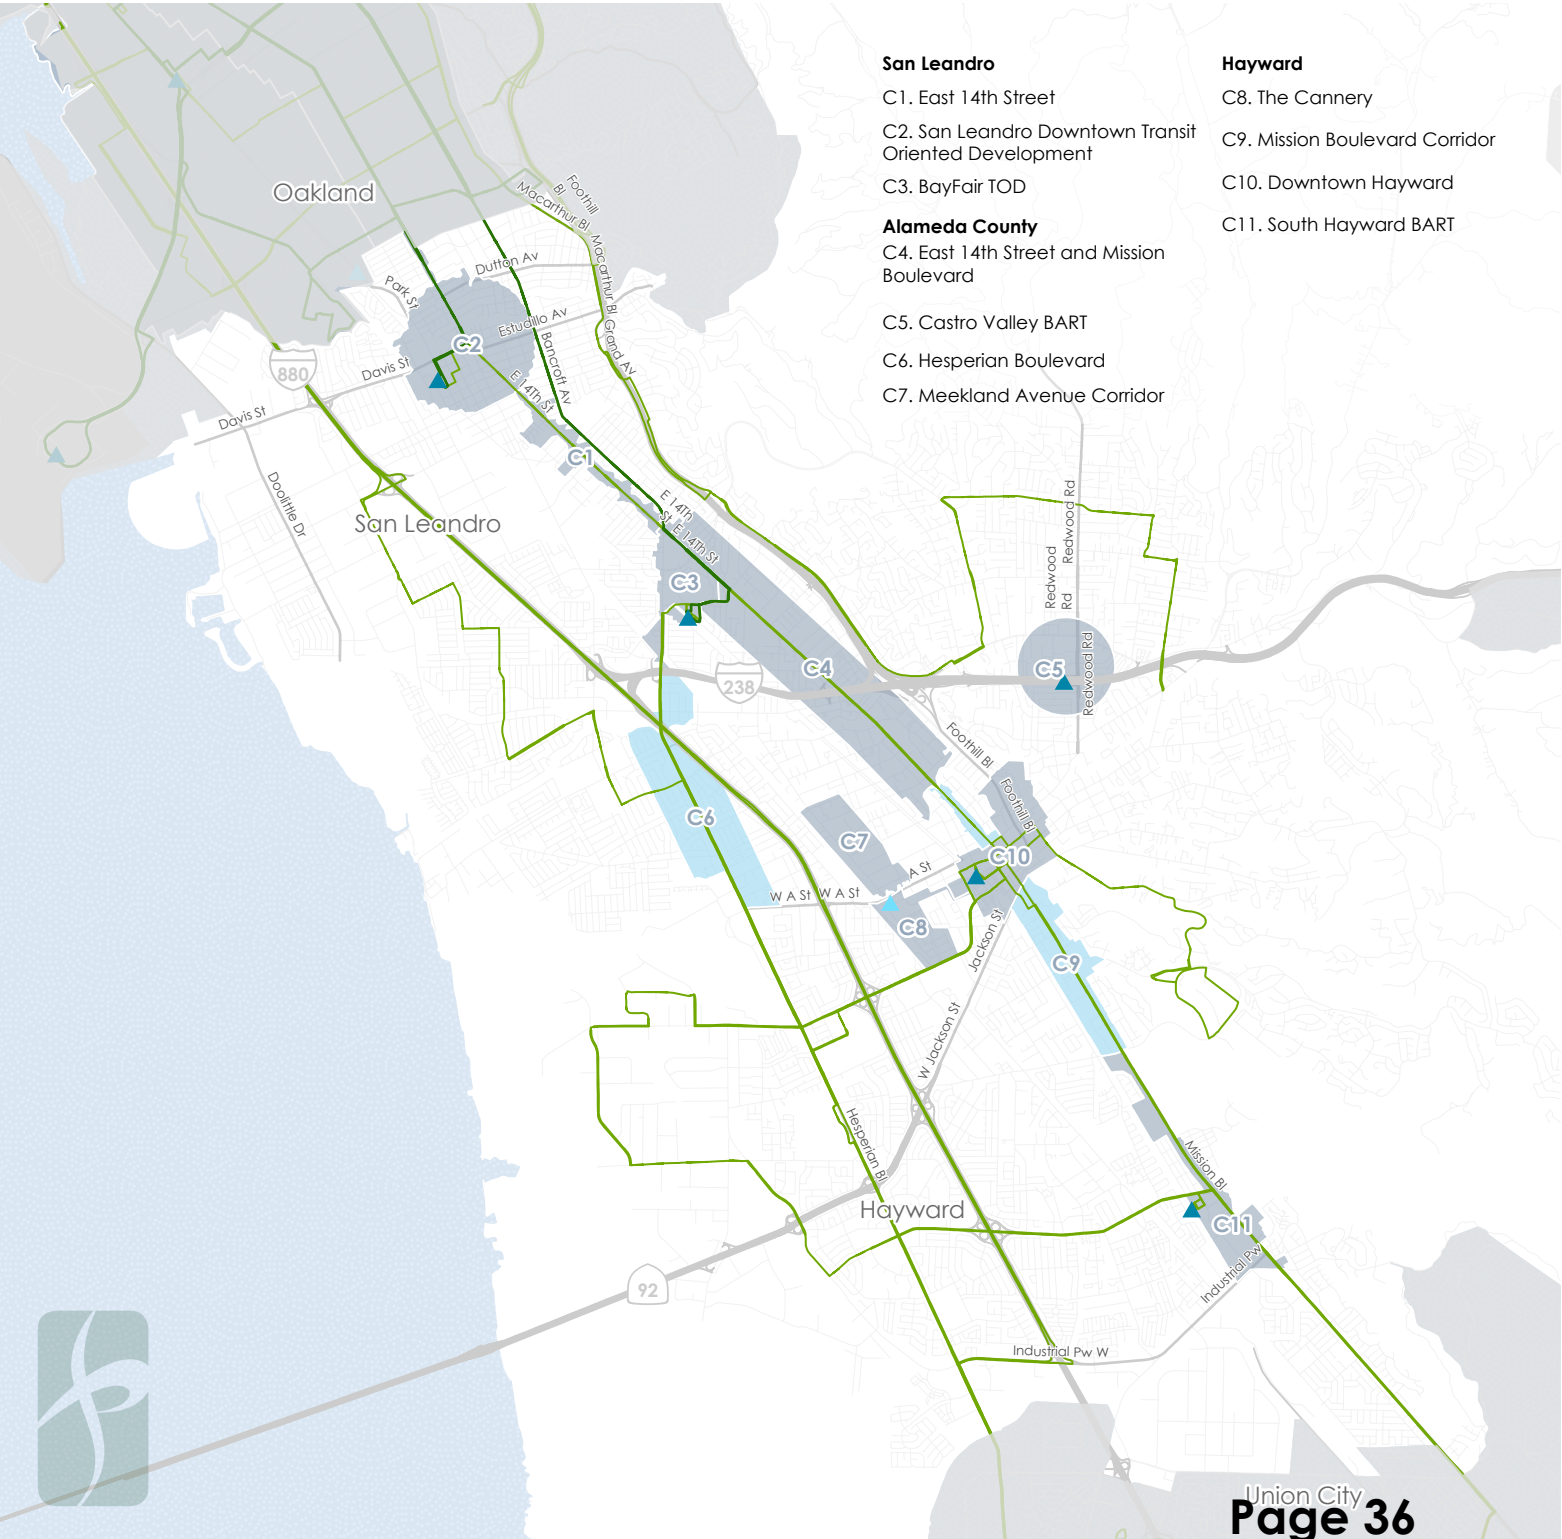 San Leandro
C1. East 14th Street
C2. San Leandro Downtown Transit
Oriented Development
C3. BayFair TOD
Alameda County
C4. East 14th Street and Mission
Boulevard
C5. Castro Valley BART
C6. Hesperian Boulevard
C7. Meekland Avenue Corridor
Hayward
C8. The Cannery
C9. Mission Boulevard Corridor
C10. Downtown Hayward
C11. South Hayward BART
Oakland
Foothill
Bl
Macarthur Bl
Macarthur Bl
Dutton Av
Park St
Estudillo Av
C2
Grand Av
Bancroft Av
880
Davis St
Davis St
E 14Th St
C1
Doolittle Dr
San Leandro
E 14Th
St
E 14Th St
Redwood Rd
Redwood
Rd
C3
Redwood Rd
C4
C5
238
Foothill Bl
Foothill Bl
C6
C7
C10
A St
W A St
W A St
C8
Jackson St
C9
W Jackson St
Hesperian Bl
Mission Bl
Hayward
C11
Industrial Pw
92
Industrial Pw W
Union City
Page 36